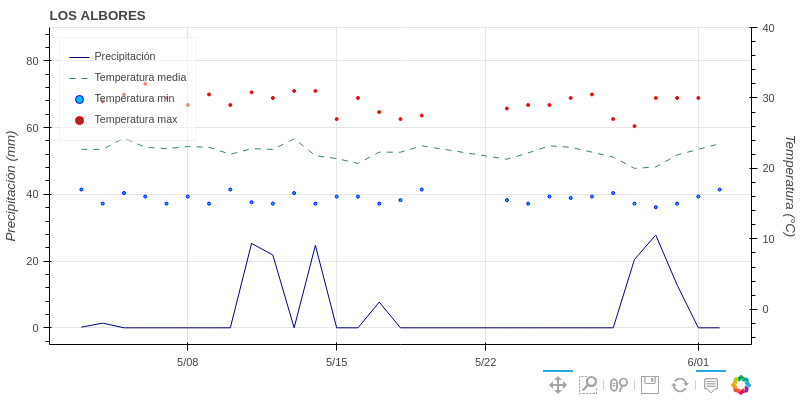 LOS ALBORES
Precipitación
Temperatura media
Temperatura min
Temperatura max
Precipitación (mm)
80
60
40
20
0
Temperatura (°C)
40
30
20
10
0
5/08
5/15
5/22
6/01